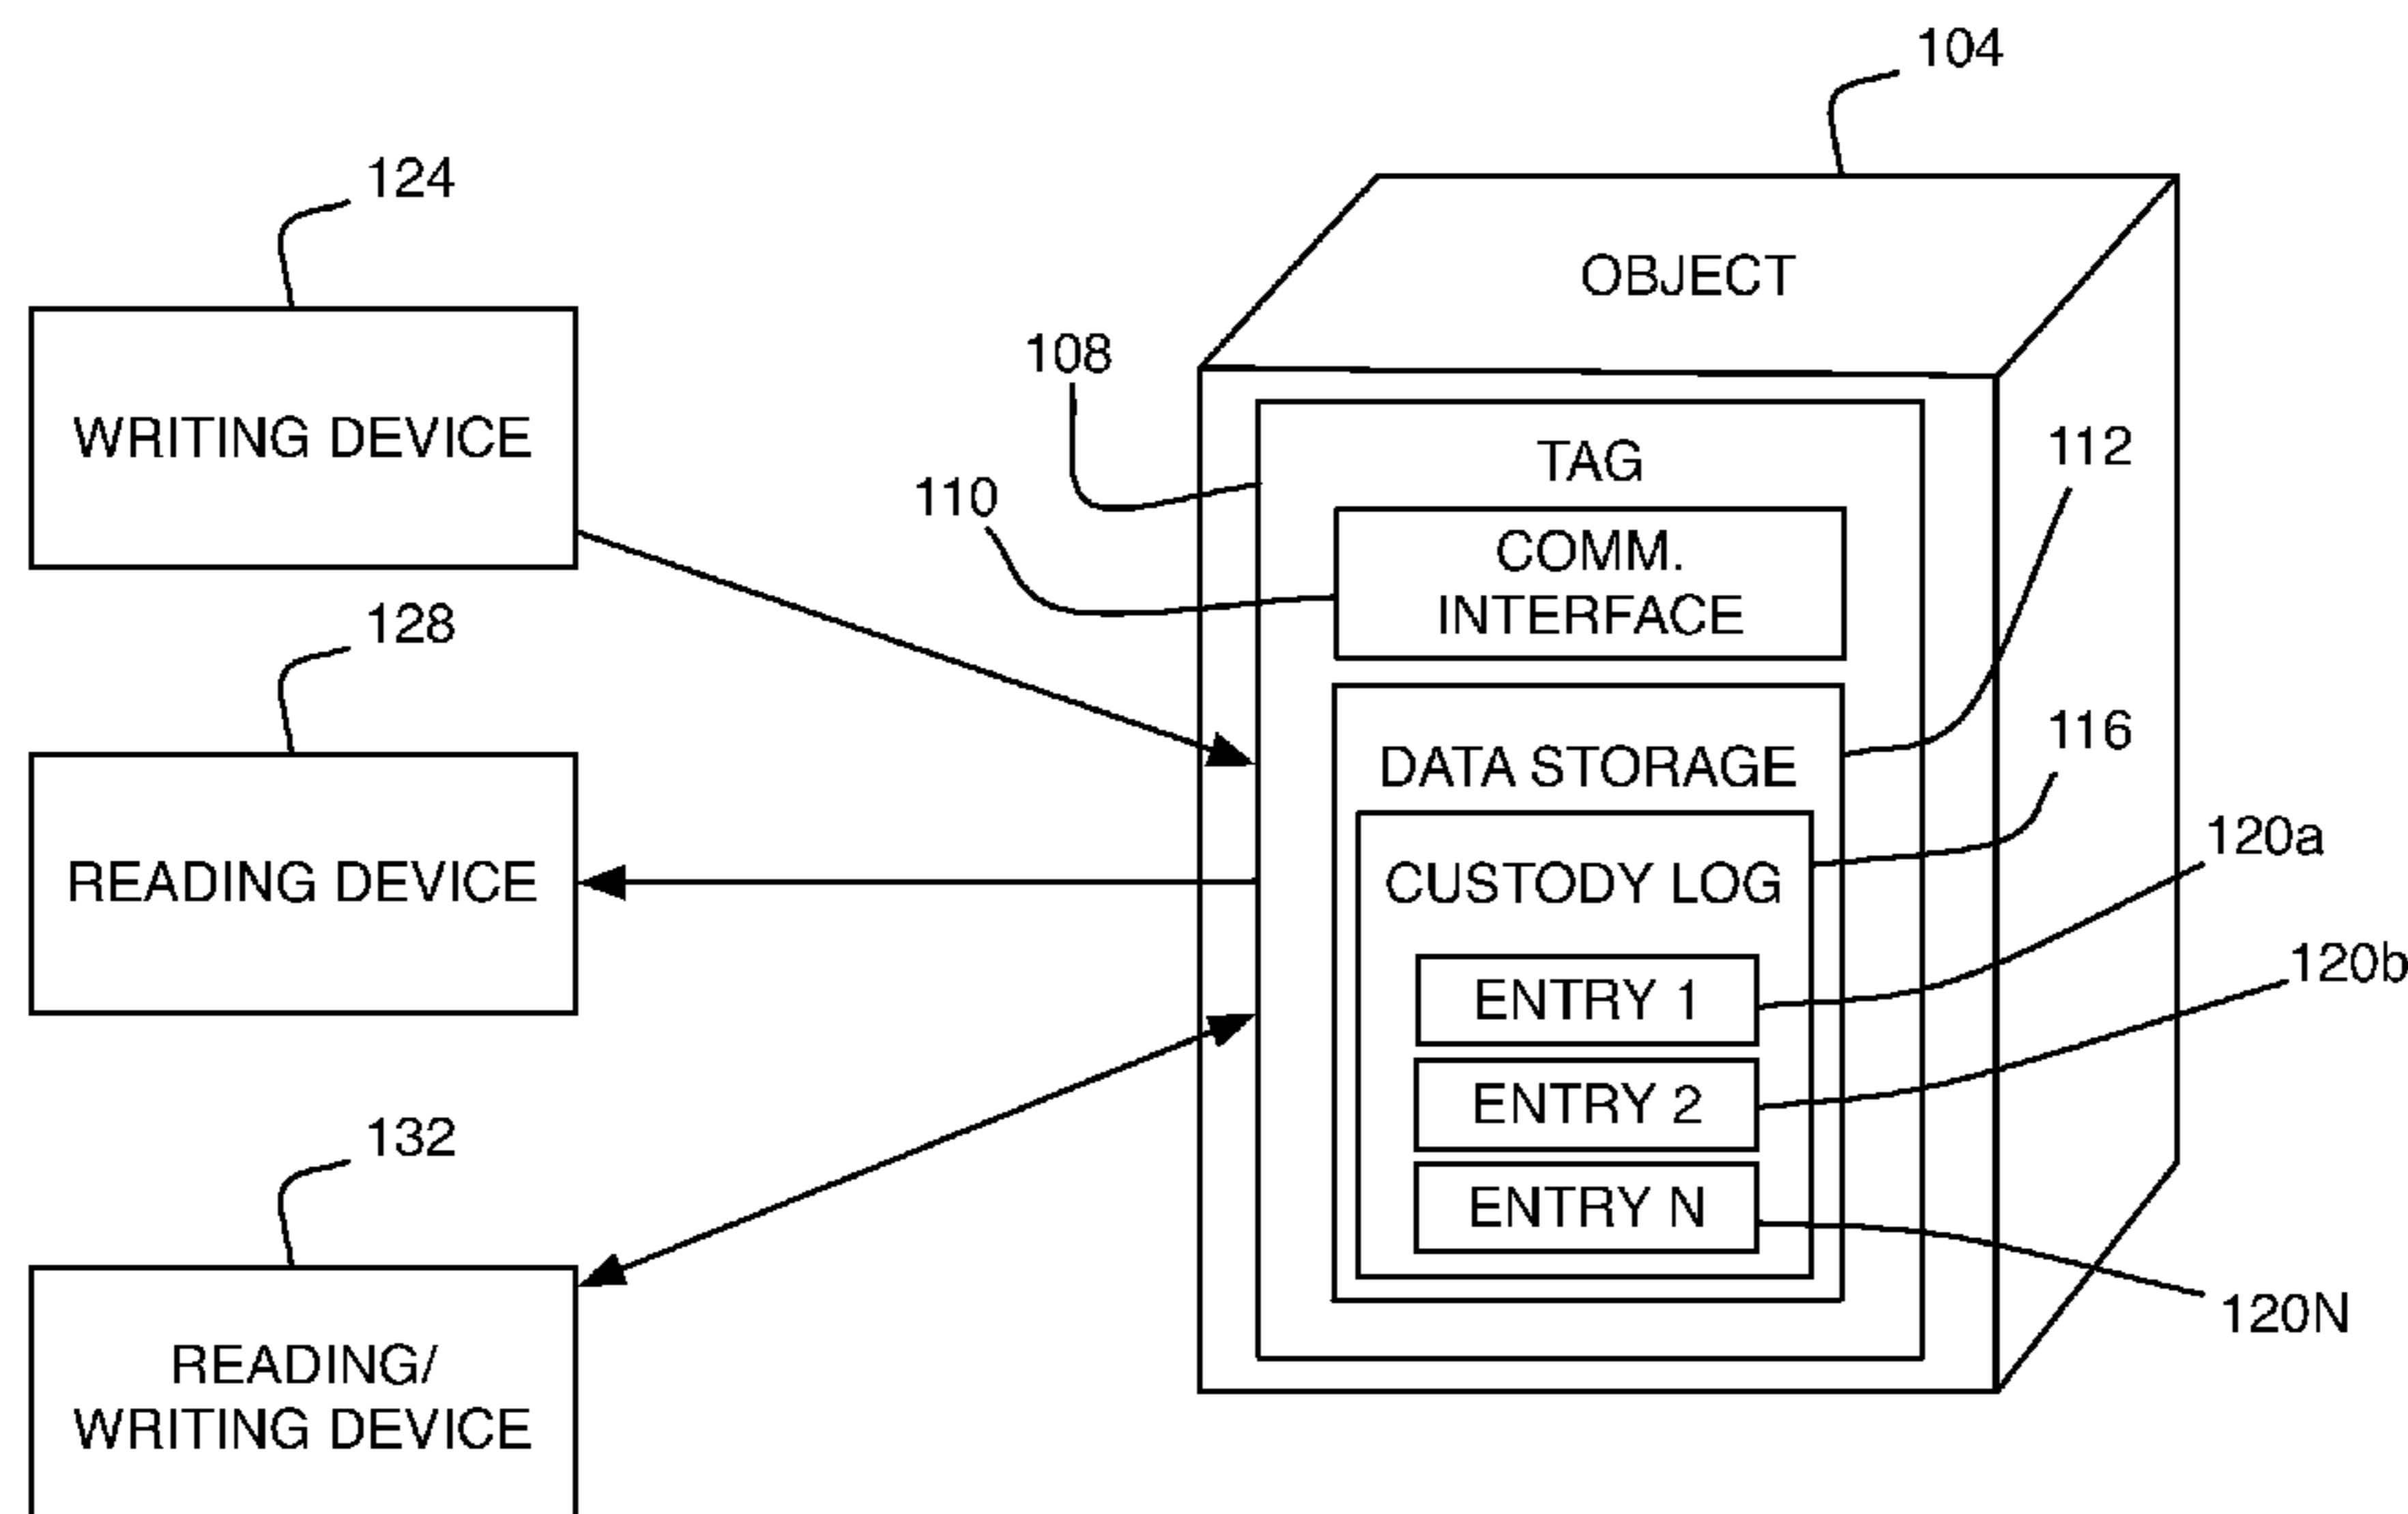 104
124
OBJECT
108
WRITING DEVICE
TAG
112
110
COMM.
INTERFACE
128
116
DATA STORAGE
120a
READING DEVICE
CUSTODY LOG
120b
ENTRY 1
ENTRY 2
132
ENTRY N
120N
READING/
WRITING DEVICE